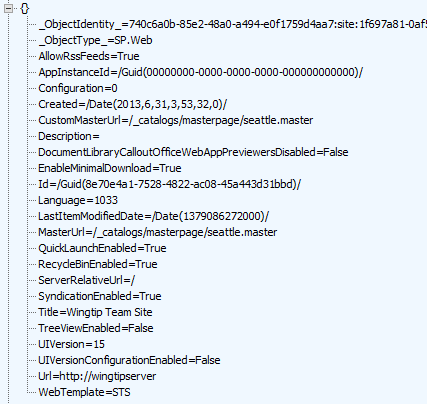 {}
_ObjectIdentity_=740c6a0b-85e2-48a0-a494-e0f1759d4aa7:site:1f697a81-0af5
_ObjectType_=SP.Web
AllowRssFeeds=True
AppInstanceId=/Guid(00000000-0000-0000-0000-000000000000)/
Configuration=0
Created=/Date(2013,6,31,3,53,32,0)/
CustomMasterUrl=/_catalogs/masterpage/seattle.master
Description=
DocumentLibraryCalloutOfficeWebAppPreviewersDisabled=False
EnableMinimalDownload=True
Id=/Guid(8e70e4a1-7528-4822-ac08-45a443d31bbd)/
Language=1033
LastItemModifiedDate=/Date(1379086272000)/
MasterUrl=/_catalogs/masterpage/seattle.master
QuickLaunchEnabled=True
RecycleBinEnabled=True
ServerRelativeUrl=/
SyndicationEnabled=True
Title=Wingtip Team Site
TreeViewEnabled=False
UIVersion=15
UIVersionConfigurationEnabled=False
Url=http://wingtipserver
WebTemplate=STS